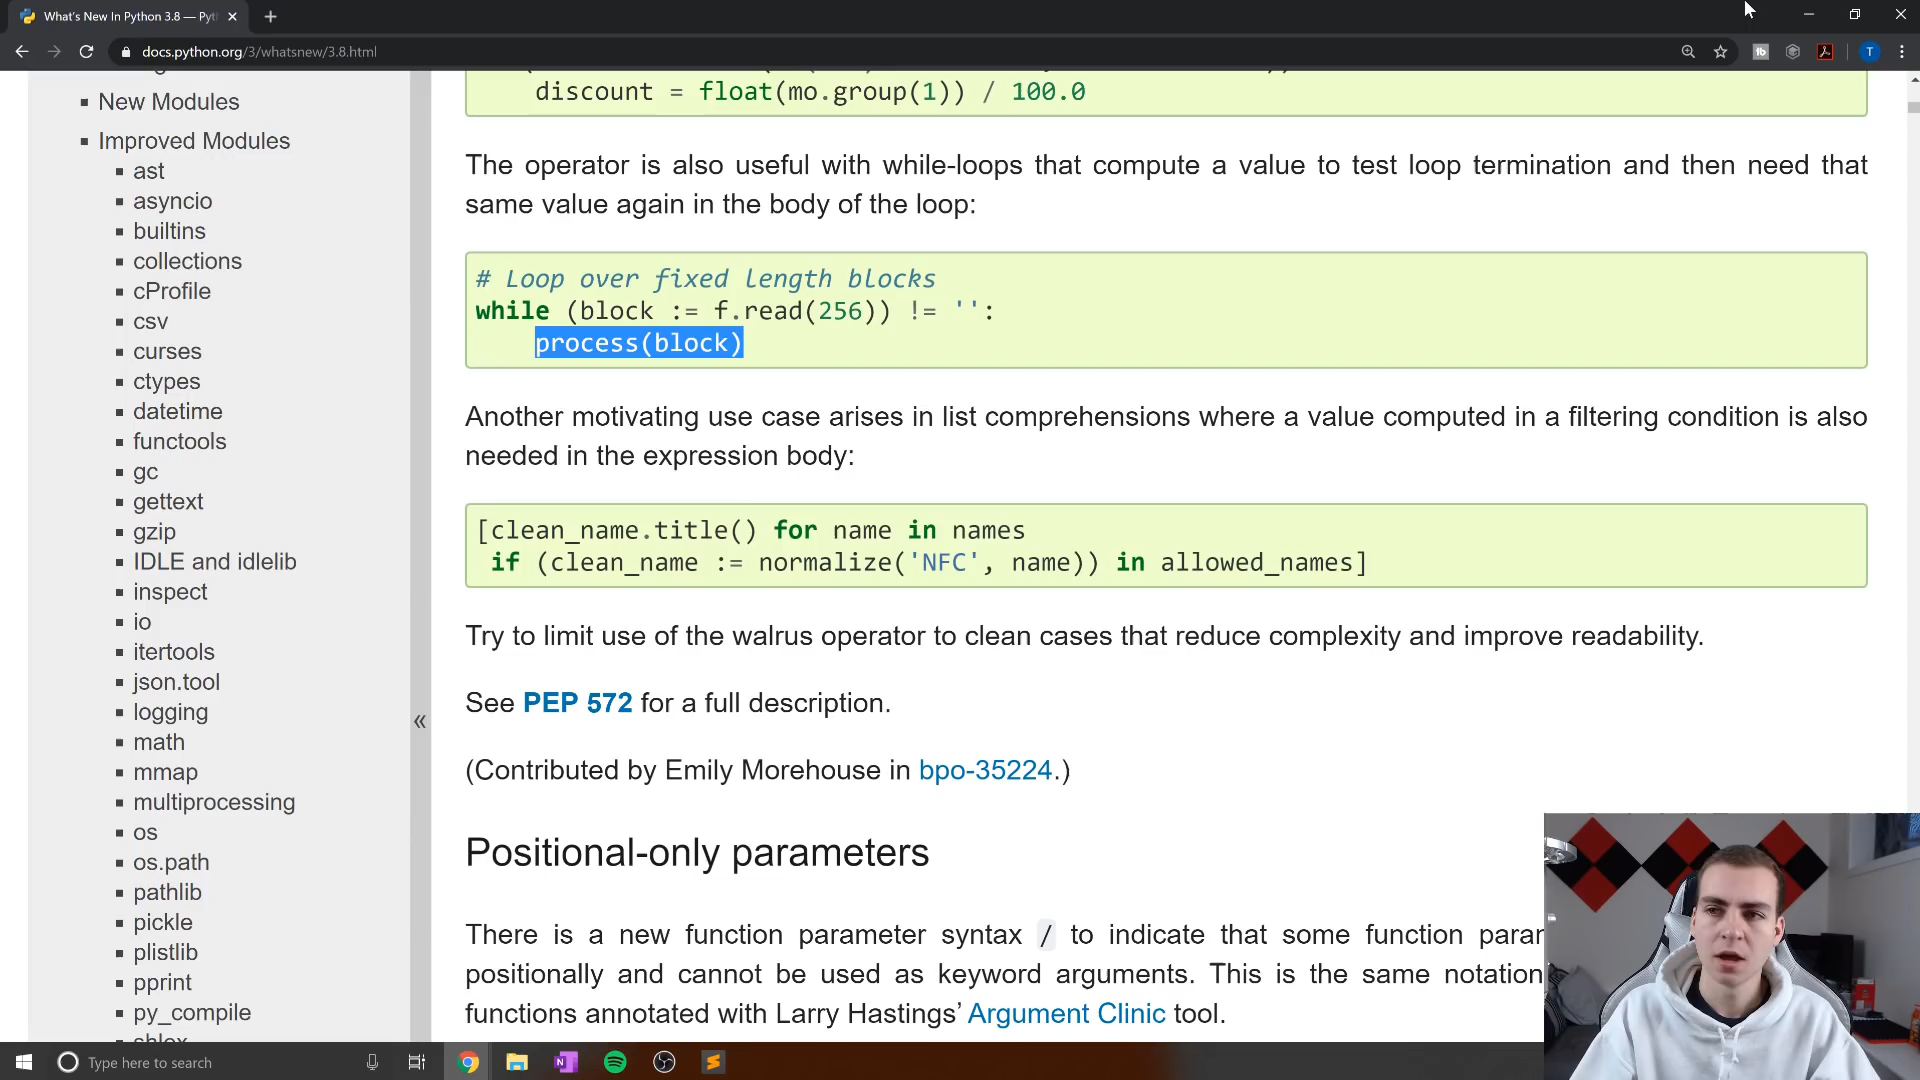 What's New In Python 3.8 — Pyt
docs.python.org/3/whatsnew/3.8.html
T
New Modules
Improved Modules
ast
asyncio
builtins
collections
cProfile
csv
curses
ctypes
datetime
functools
gc
gettext
gzip
IDLE and idlelib
inspect
io
itertools
json.tool
logging
math
mmap
multiprocessing
os
os.path
pathlib
pickle
plistlib
pprint
py_compile
shlex
«
discount = float(mo.group(1)) / 100.0
The operator is also useful with while-loops that compute a value to test loop termination and then need that
same value again in the body of the loop:
# Loop over fixed length blocks
while (block := f.read(256)) != '':
process(block)
Another motivating use case arises in list comprehensions where a value computed in a filtering condition is also
needed in the expression body:
[clean_name.title() for name in names
if (clean_name := normalize('NFC', name)) in allowed_names]
Try to limit use of the walrus operator to clean cases that reduce complexity and improve readability.
See PEP 572 for a full description.
(Contributed by Emily Morehouse in bpo-35224.)
Positional-only parameters
There is a new function parameter syntax / to indicate that some function parar
positionally and cannot be used as keyword arguments. This is the same notation
functions annotated with Larry Hastings' Argument Clinic tool.
Type here to search